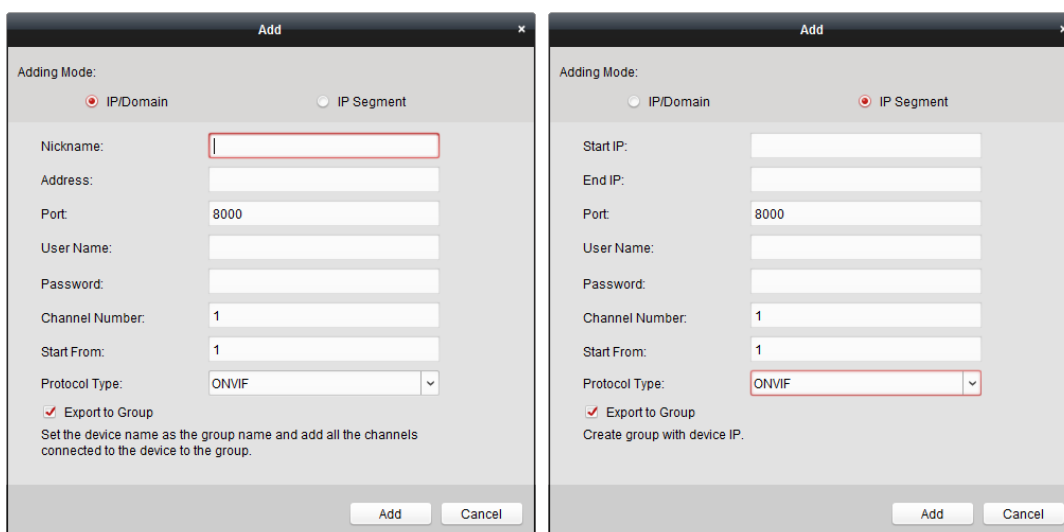 Add
×
Adding Mode:
IP/Domain
IP Segment
Nickname:
Address:
Port:
8000
User Name:
Password:
Channel Number:
1
Start From:
1
Protocol Type:
ONVIF
Export to Group
Set the device name as the group name and add all the channels
connected to the device to the group.
Add
Cancel
Add
×
Adding Mode:
IP/Domain
IP Segment
Start IP:
End IP:
Port:
8000
User Name:
Password:
Channel Number:
1
Start From:
1
Protocol Type:
ONVIF
Export to Group
Create group with device IP.
Add
Cancel